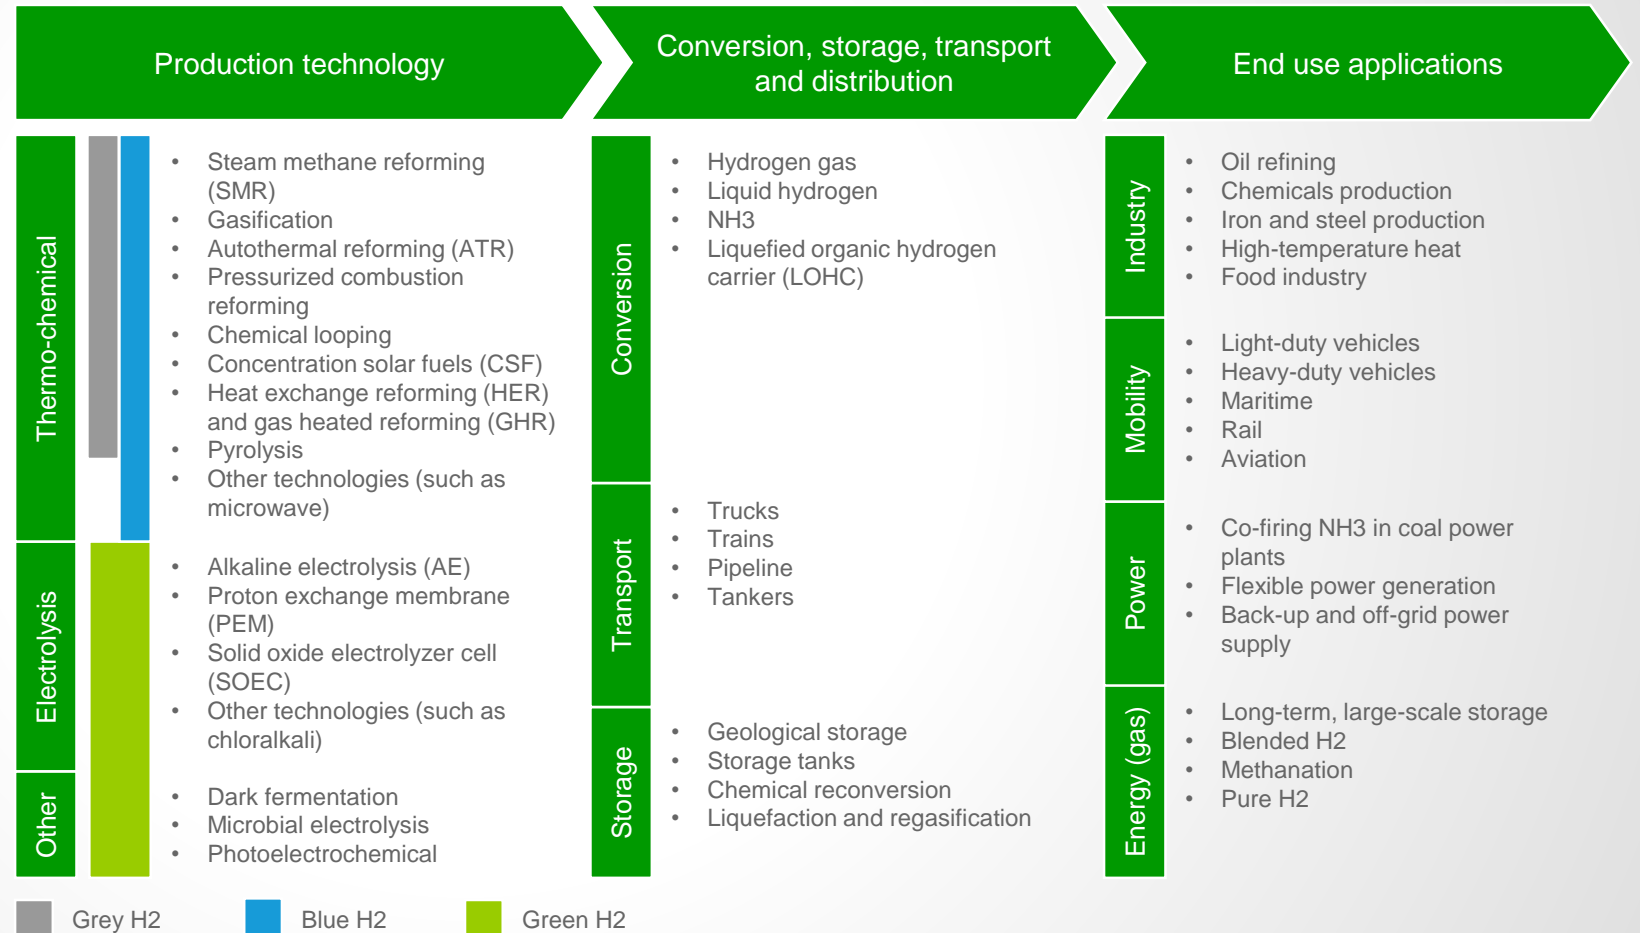 Production technology
Conversion, storage, transport
and distribution
End use applications
Thermo-chemical
• Steam methane reforming
(SMR)
• Gasification
• Autothermal reforming (ATR)
• Pressurized combustion
reforming
• Chemical looping
• Concentration solar fuels (CSF)
• Heat exchange reforming (HER)
and gas heated reforming (GHR)
• Pyrolysis
• Other technologies (such as
microwave)
Electrolysis
• Alkaline electrolysis (AE)
• Proton exchange membrane
(PEM)
• Solid oxide electrolyzer cell
(SOEC)
• Other technologies (such as
chloralkali)
Other
• Dark fermentation
• Microbial electrolysis
• Photoelectrochemical
Conversion
• Hydrogen gas
• Liquid hydrogen
• NH3
• Liquefied organic hydrogen
carrier (LOHC)
Transport
• Trucks
• Trains
• Pipeline
• Tankers
Storage
• Geological storage
• Storage tanks
• Chemical reconversion
• Liquefaction and regasification
Industry
• Oil refining
• Chemicals production
• Iron and steel production
• High-temperature heat
• Food industry
Mobility
• Light-duty vehicles
• Heavy-duty vehicles
• Maritime
• Rail
• Aviation
Power
• Co-firing NH3 in coal power
plants
• Flexible power generation
• Back-up and off-grid power
supply
Energy (gas)
• Long-term, large-scale storage
• Blended H2
• Methanation
• Pure H2
Grey H2
Blue H2
Green H2